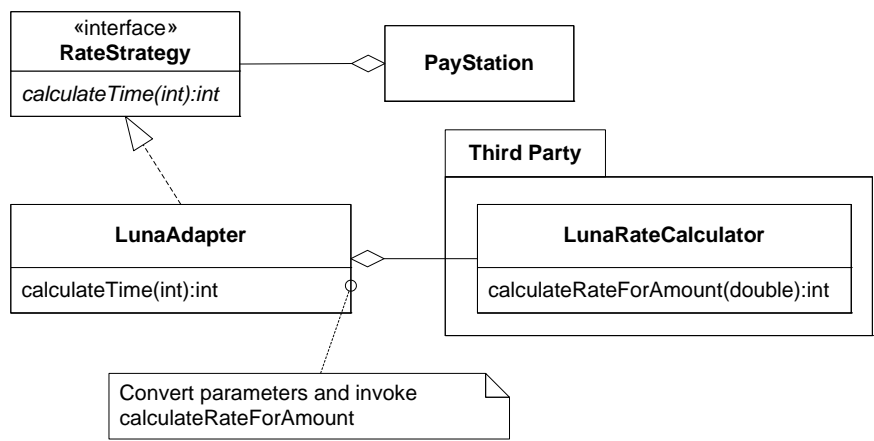 «interface»
RateStrategy
calculateTime(int):int
PayStation
Third Party
LunaAdapter
calculateTime(int):int
LunaRateCalculator
calculateRateForAmount(double):int
Convert parameters and invoke
calculateRateForAmount